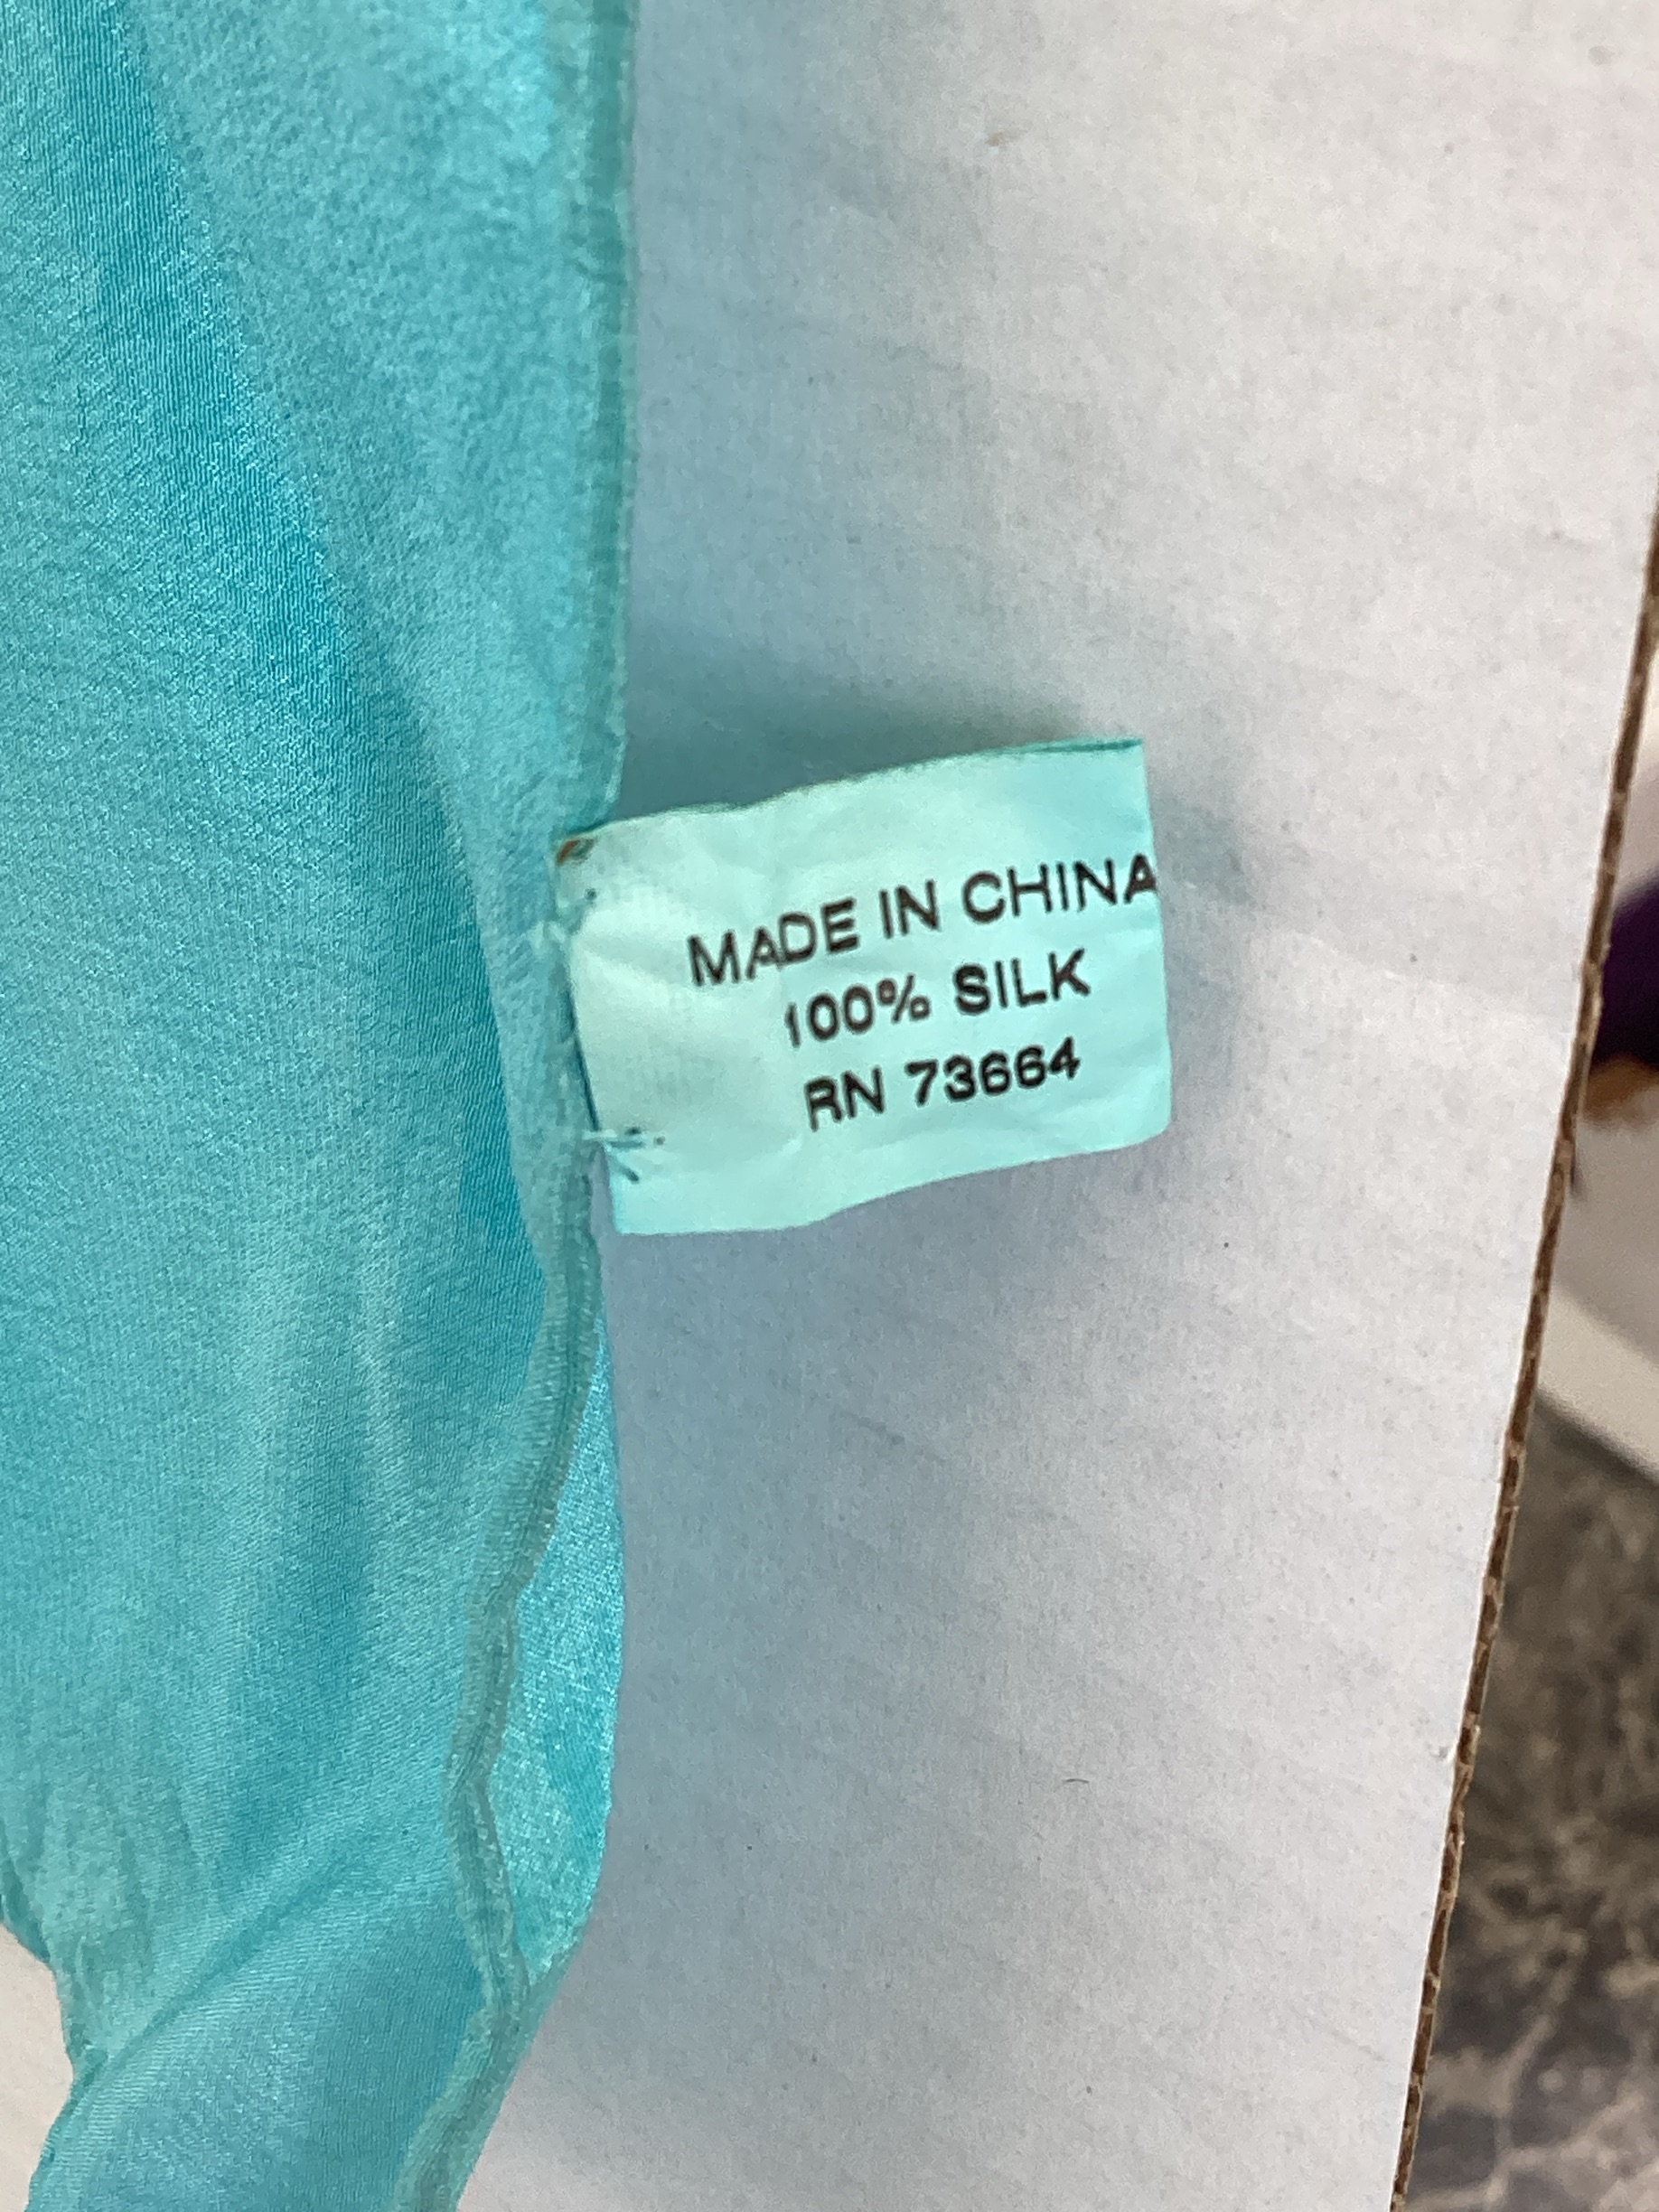 MADE IN CHINA
100% SILK
RN 73664